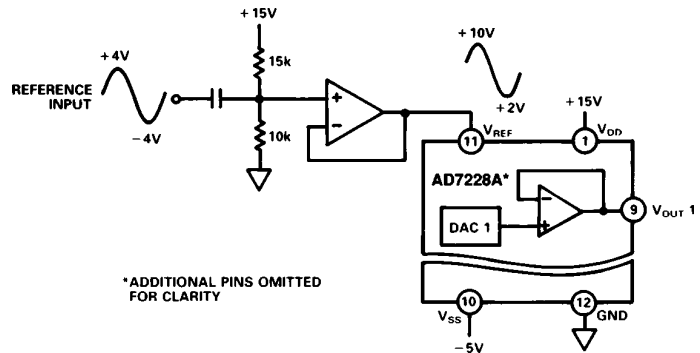 +15V
+4V
15k
REFERENCE
INPUT
−4V
10k
+
−
+10V
+2V
+15V
11 VREF
1 VDD
AD7228A*
−
+
DAC 1
9 VOUT 1
*ADDITIONAL PINS OMITTED
FOR CLARITY
10
VSS
12
GND
−5V